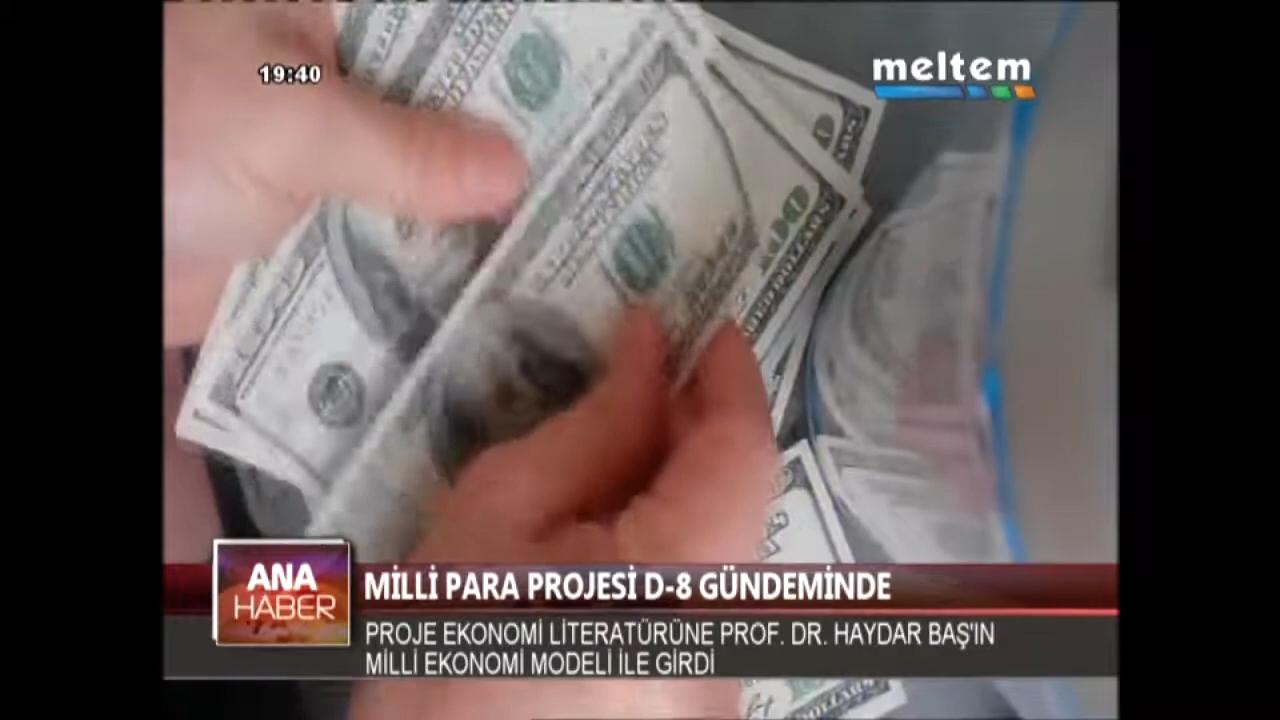 19:40
meltem
ANA
HABER
MİLLİ PARA PROJESİ D-8 GÜNDEMİNDE
PROJE EKONOMİ LİTERATÜRÜNE PROF. DR. HAYDAR BAŞ'IN
MİLLİ EKONOMİ MODELİ İLE GİRDİ